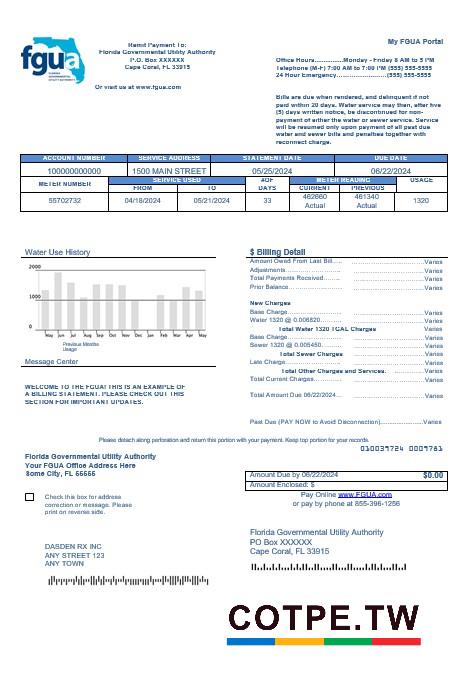 fgua
FLORIDA GOVERNMENTAL UTILITY AUTHORITY
Remit Payment To:
Florida Governmental Utility Authority
P.O. Box XXXXXX
Cape Coral, FL 33915
Or visit us at www.fgua.com
My FGUA Portal
Office Hours..............Monday - Friday 8 AM to 5 PM
Telephone (M-F) 7:00 AM to 7:00 PM (555) 555-5555
24 Hour Emergency..........................(555) 555-5555
Bills are due when rendered, and delinquent if not
paid within 20 days. Water service may then, after five
(5) days written notice, be discontinued for non-
payment of either the water or sewer service. Service
will be resumed only upon payment of all past due
water and sewer bills and penalties together with
reconnect charge.
ACCOUNT NUMBER SERVICE ADDRESS STATEMENT DATE DUE DATE
100000000000 1500 MAIN STREET 05/25/2024 06/22/2024
METER NUMBER SERVICE USED #OF METER READING USAGE
FROM TO DAYS CURRENT PREVIOUS
55702732 04/18/2024 05/21/2024 33 462660 461340 1320
Actual Actual
Water Use History
2000
1000
0
May Jun Jul Aug Sep Oct Nov Dec Jan Feb Mar Apr May
Previous Months
Usage
Message Center
WELCOME TO THE FGUA! THIS IS AN EXAMPLE OF
A BILLING STATEMENT. PLEASE CHECK OUT THIS
SECTION FOR IMPORTANT UPDATES.
$ Billing Detail
Amount Owed From Last Bill..... ..............................Varies
Adjustments........................ ..............................Varies
Total Payments Received........ ..............................Varies
Prior Balance...................... ..............................Varies
New Charges
Base Charge........................ ..............................Varies
Water 1320 @ 0.006820.......... ..............................Varies
Total Water 1320 TGAL Charges Varies
Base Charge........................ ..............................Varies
Sewer 1320 @ 0.005450.......... ..............................Varies
Total Sewer Charges Varies
Late Charge........................ ..............................Varies
Total Other Charges and Services. Varies
Total Current Charges............ ..............................Varies
Total Amount Due 06/22/2024... ..............................Varies
Past Due (PAY NOW to Avoid Disconnection)..............Varies
Please detach along perforation and return this portion with your payment. Keep top portion for your records.
010039724 0009781
Florida Governmental Utility Authority
Your FGUA Office Address Here
Some City, FL 55555
Check this box for address
correction or message. Please
print on reverse side.
Amount Due by 06/22/2024 $0.00
Amount Enclosed: $
Pay Online www.FGUA.com
or pay by phone at 855-396-1256
DASDEN RX INC
ANY STREET 123
ANY TOWN
Florida Governmental Utility Authority
PO Box XXXXXX
Cape Coral, FL 33915
COTPE.TW